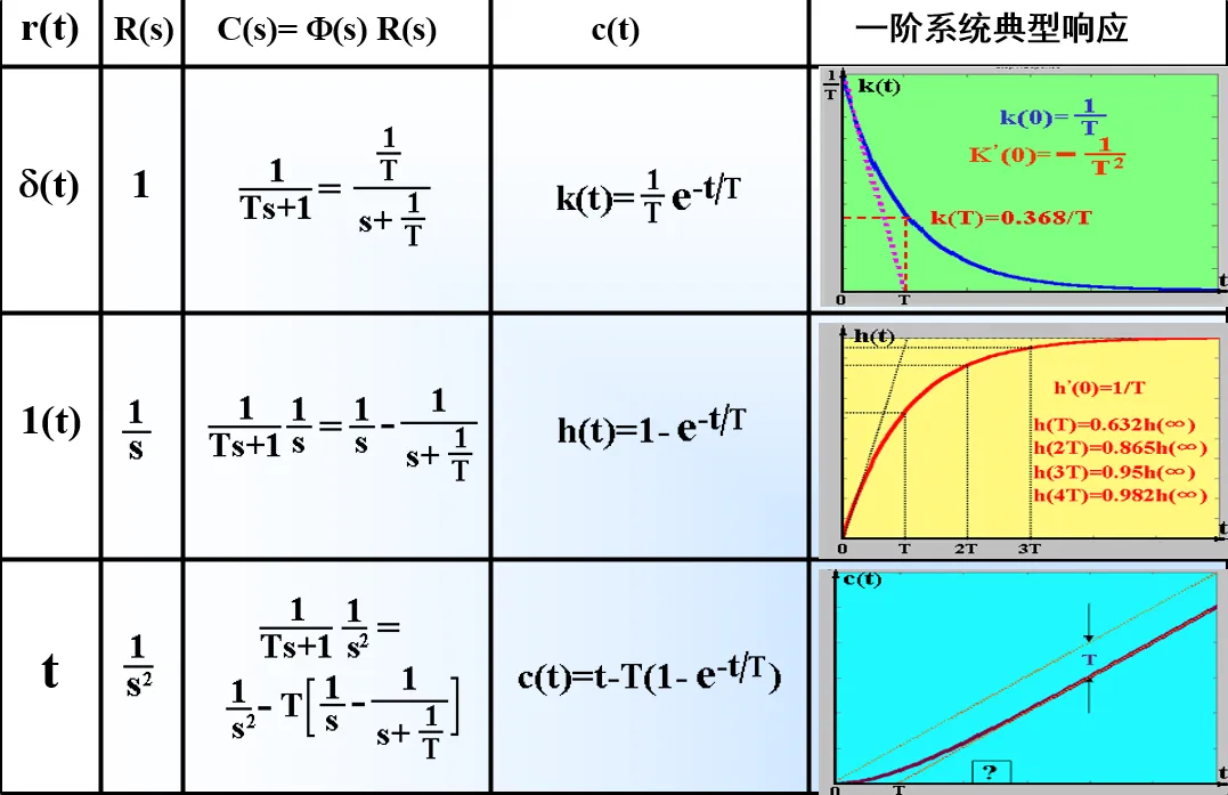 r(t) R(s) C(s)= Φ(s) R(s) c(t) 一阶系统典型响应
δ(t) 1 1/(Ts+1) = (1/T)/(s+1/T) k(t)=1/T e^-t/T
1/T k(t)
k(0)=1/T
K'(0)=-1/T²
k(T)=0.368/T
t
0 T
1(t) 1/s 1/(Ts+1) 1/s = 1/s - 1/(s+1/T) h(t)=1-e^-t/T
h(t)
h'(0)=1/T
h(T)=0.632h(∞)
h(2T)=0.865h(∞)
h(3T)=0.95h(∞)
h(4T)=0.982h(∞)
t
0 T 2T 3T
t 1/s² 1/(Ts+1) 1/s² =
1/s² - T[1/s - 1/(s+1/T)]
c(t)=t-T(1-e^-t/T)
c(t)
T
?
t
0 T